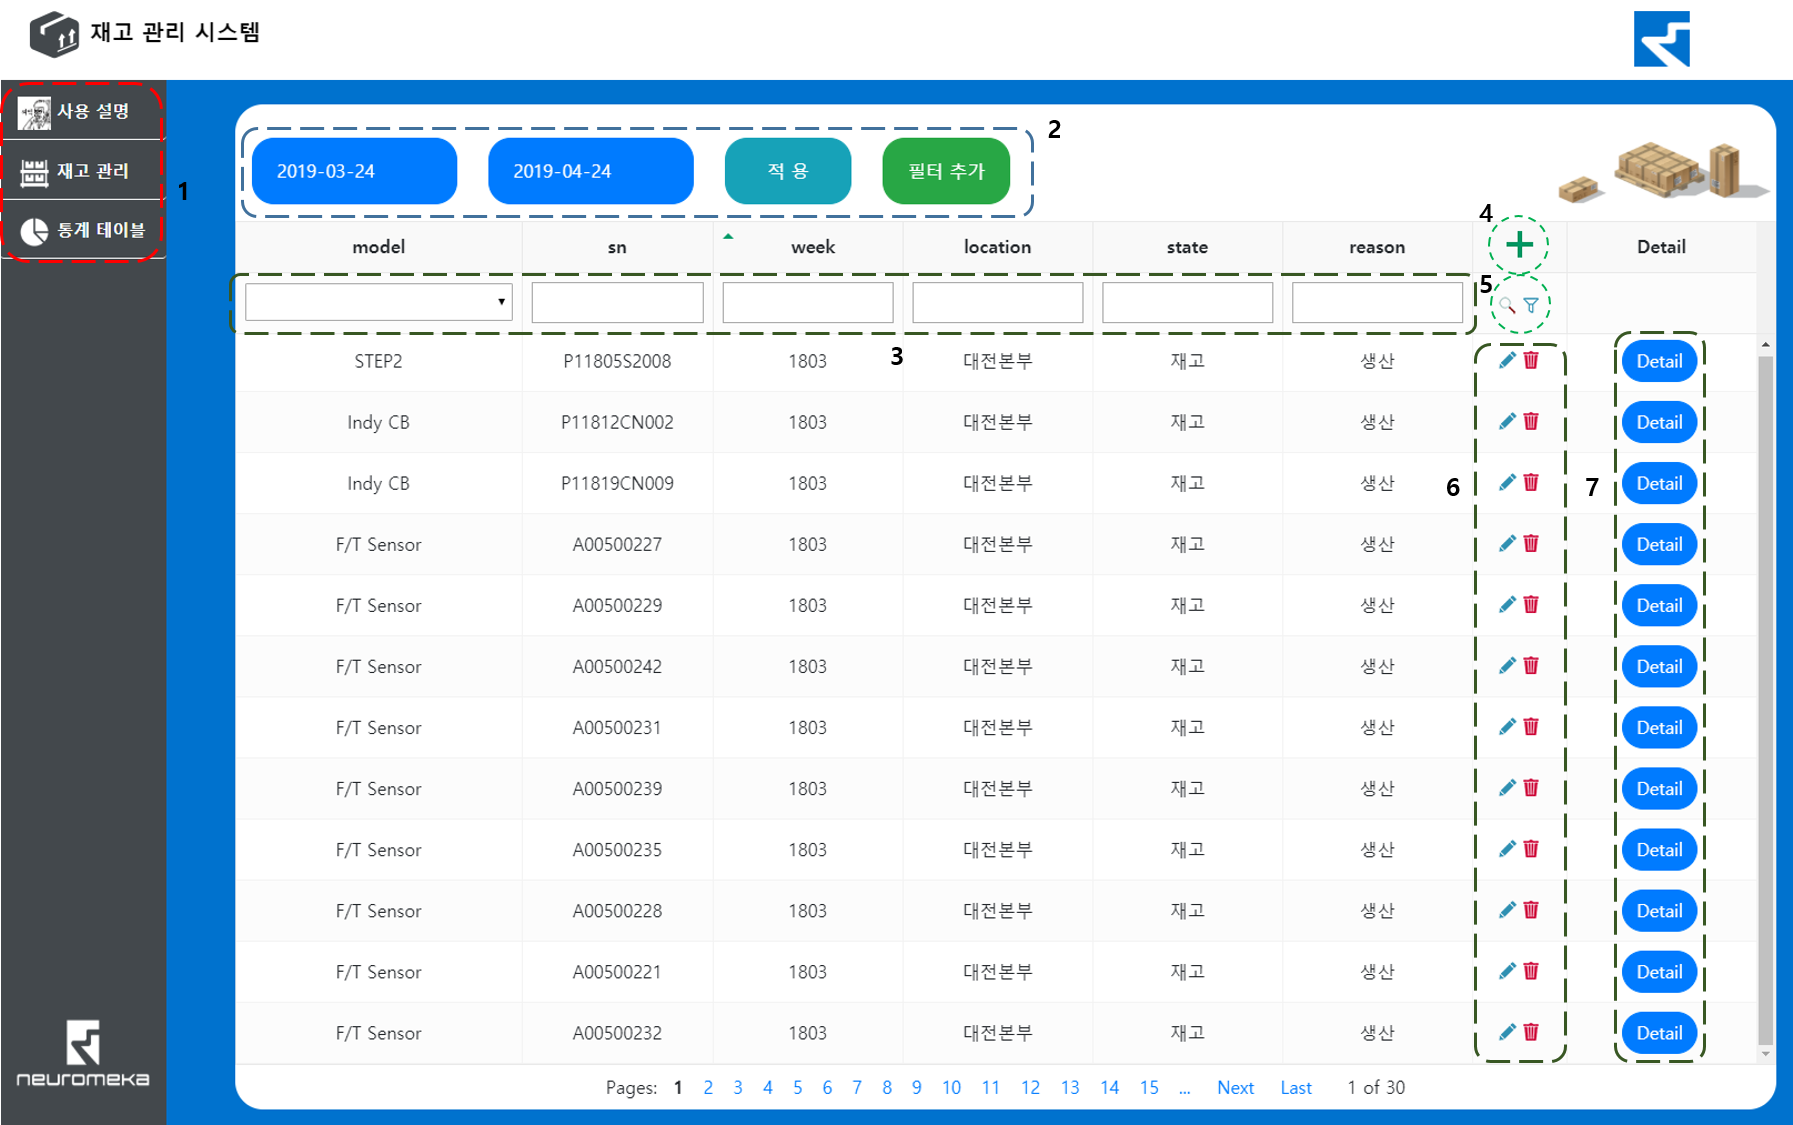 재고 관리 시스템
사용 설명
재고 관리
통계 테이블
1
2019-03-24 2019-04-24 적 용 필터 추가 2
model sn week location state reason 4 Detail
5
3
STEP2 P11805S2008 1803 대전본부 재고 생산 Detail
Indy CB P11812CN002 1803 대전본부 재고 생산 Detail
Indy CB P11819CN009 1803 대전본부 재고 생산 6 7 Detail
F/T Sensor A00500227 1803 대전본부 재고 생산 Detail
F/T Sensor A00500229 1803 대전본부 재고 생산 Detail
F/T Sensor A00500242 1803 대전본부 재고 생산 Detail
F/T Sensor A00500231 1803 대전본부 재고 생산 Detail
F/T Sensor A00500239 1803 대전본부 재고 생산 Detail
F/T Sensor A00500235 1803 대전본부 재고 생산 Detail
F/T Sensor A00500228 1803 대전본부 재고 생산 Detail
F/T Sensor A00500221 1803 대전본부 재고 생산 Detail
F/T Sensor A00500232 1803 대전본부 재고 생산 Detail
Pages: 1 2 3 4 5 6 7 8 9 10 11 12 13 14 15 ... Next Last 1 of 30
neuromeka